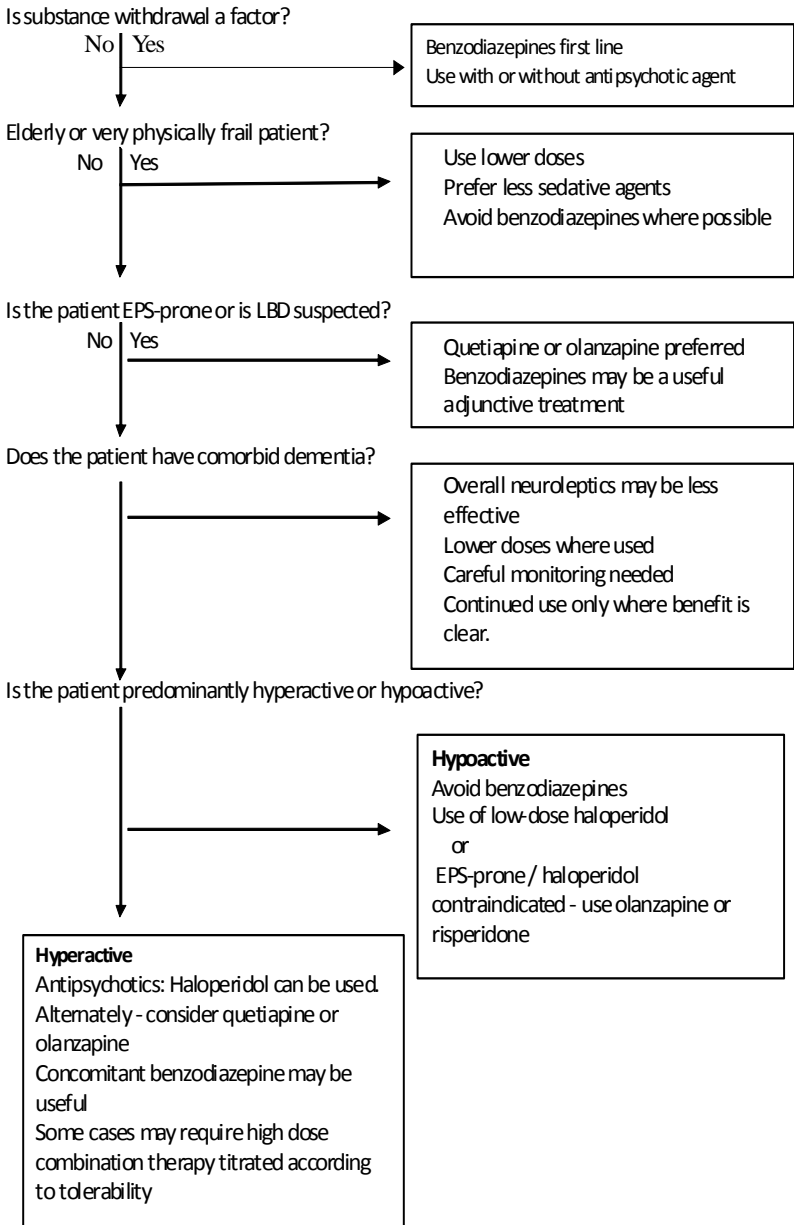 Is substance withdrawal a factor?
No Yes
Benzodiazepines first line
Use with or without antipsychotic agent
Elderly or very physically frail patient?
No Yes
Use lower doses
Prefer less sedative agents
Avoid benzodiazepines where possible
Is the patient EPS-prone or is LBD suspected?
No Yes
Quetiapine or olanzapine preferred
Benzodiazepines may be a useful
adjunctive treatment
Does the patient have comorbid dementia?
Overall neuroleptics may be less
effective
Lower doses where used
Careful monitoring needed
Continued use only where benefit is
clear.
Is the patient predominantly hyperactive or hypoactive?
Hypoactive
Avoid benzodiazepines
Use of low-dose haloperidol
or
EPS-prone / haloperidol
contraindicated - use olanzapine or
risperidone
Hyperactive
Antipsychotics: Haloperidol can be used.
Alternately - consider quetiapine or
olanzapine
Concomitant benzodiazepine may be
useful
Some cases may require high dose
combination therapy titrated according
to tolerability